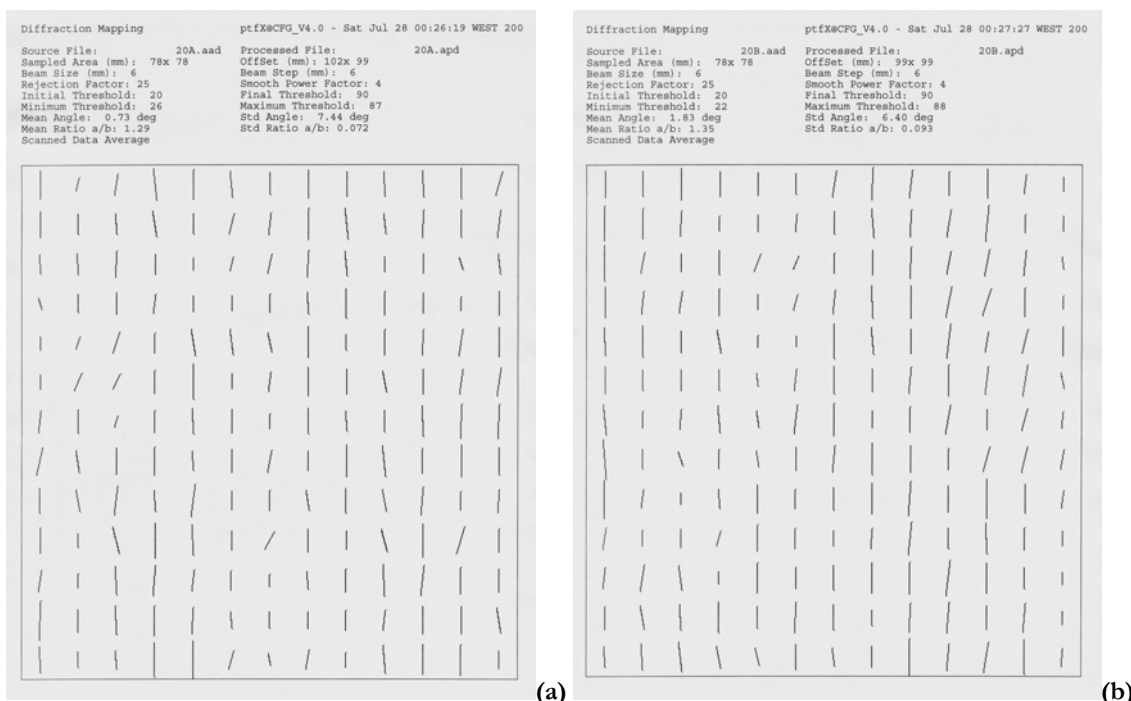 Diffraction Mapping ptfX@CFG_V4.0 - Sat Jul 28 00:26:19 WEST 200
Source File: 20A.aad Processed File: 20A.apd
Sampled Area (mm): 78x 78 OffSet (mm): 102x 99
Beam Size (mm): 6 Beam Step (mm): 6
Rejection Factor: 25 Smooth Power Factor: 4
Initial Threshold: 20 Final Threshold: 90
Minimum Threshold: 26 Maximum Threshold: 87
Mean Angle: 0.73 deg Std Angle: 7.44 deg
Mean Ratio a/b: 1.29 Std Ratio a/b: 0.072
Scanned Data Average
(a)
Diffraction Mapping ptfX@CFG_V4.0 - Sat Jul 28 00:27:27 WEST 200
Source File: 20B.aad Processed File: 20B.apd
Sampled Area (mm): 78x 78 OffSet (mm): 99x 99
Beam Size (mm): 6 Beam Step (mm): 6
Rejection Factor: 25 Smooth Power Factor: 4
Initial Threshold: 20 Final Threshold: 90
Minimum Threshold: 22 Maximum Threshold: 88
Mean Angle: 1.83 deg Std Angle: 6.40 deg
Mean Ratio a/b: 1.35 Std Ratio a/b: 0.093
Scanned Data Average
(b)